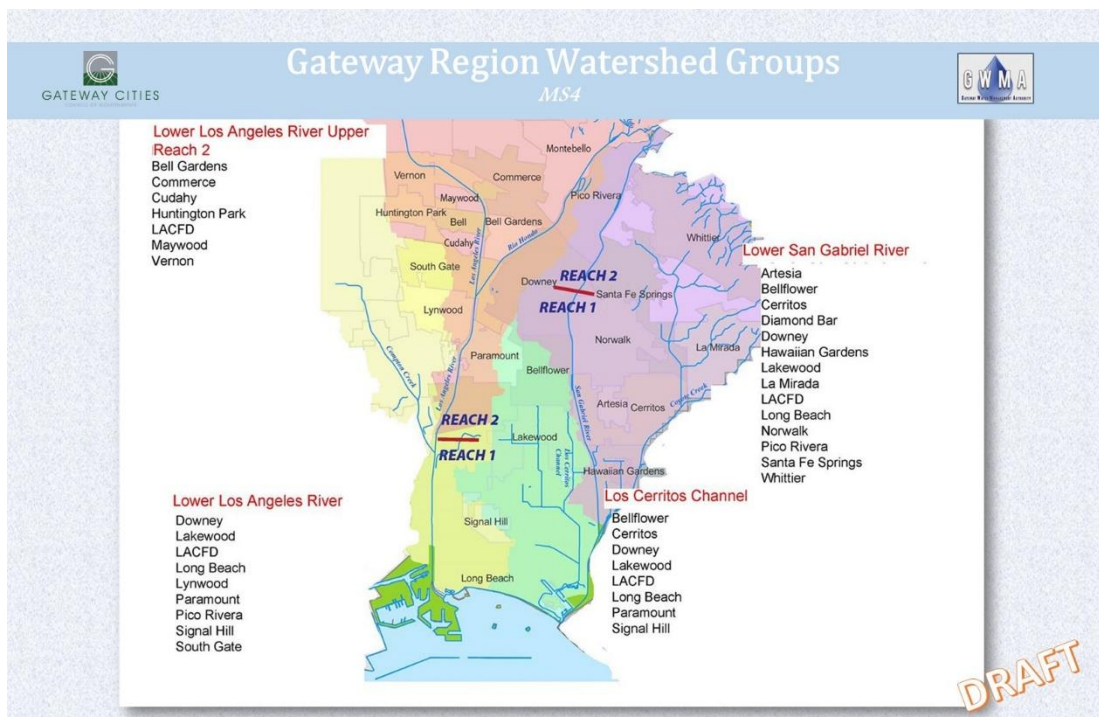 Gateway Region Watershed Groups
MS4
GATEWAY CITIES
GWMA
Lower Los Angeles River Upper
Reach 2
Bell Gardens
Commerce
Cudahy
Huntington Park
LACFD
Maywood
Vernon
Montebello
Vernon
Commerce
Maywood
Pico Rivera
Huntington Park
Bell
Bell Gardens
Cudahy
Los Angeles River
Rio Hondo
Whittier
South Gate
Downey
REACH 2
Santa Fe Springs
REACH 1
Lynwood
Norwalk
La Mirada
Paramount
Bellflower
Compton Creek
Los Angeles River
San Gabriel River
Coyote Creek
Artesia
Cerritos
REACH 2
REACH 1
Lakewood
Los Cerritos
Channel
Hawaiian Gardens
Signal Hill
Long Beach
Lower San Gabriel River
Artesia
Bellflower
Cerritos
Diamond Bar
Downey
Hawaiian Gardens
Lakewood
La Mirada
LACFD
Long Beach
Norwalk
Pico Rivera
Santa Fe Springs
Whittier
Lower Los Angeles River
Downey
Lakewood
LACFD
Long Beach
Lynwood
Paramount
Pico Rivera
Signal Hill
South Gate
Los Cerritos Channel
Bellflower
Cerritos
Downey
Lakewood
LACFD
Long Beach
Paramount
Signal Hill
DRAFT